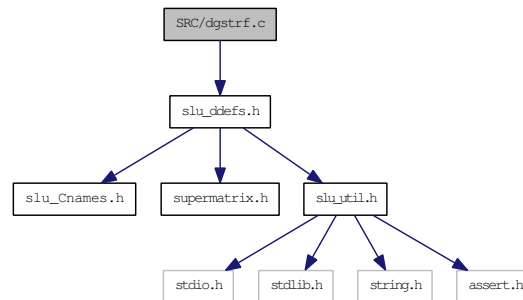 SRC/dgstrf.c
slu_ddefs.h
slu_Cnames.h
supermatrix.h
slu_util.h
stdio.h
stdlib.h
string.h
assert.h